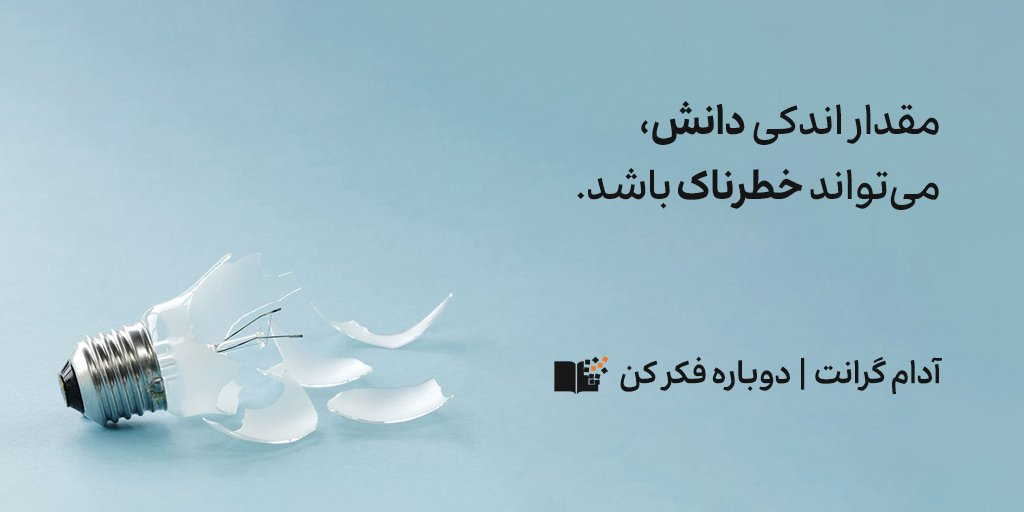 مقدار اندکی دانش،
می‌تواند خطرناک باشد.
آدام گرانت | دوباره فکر کن